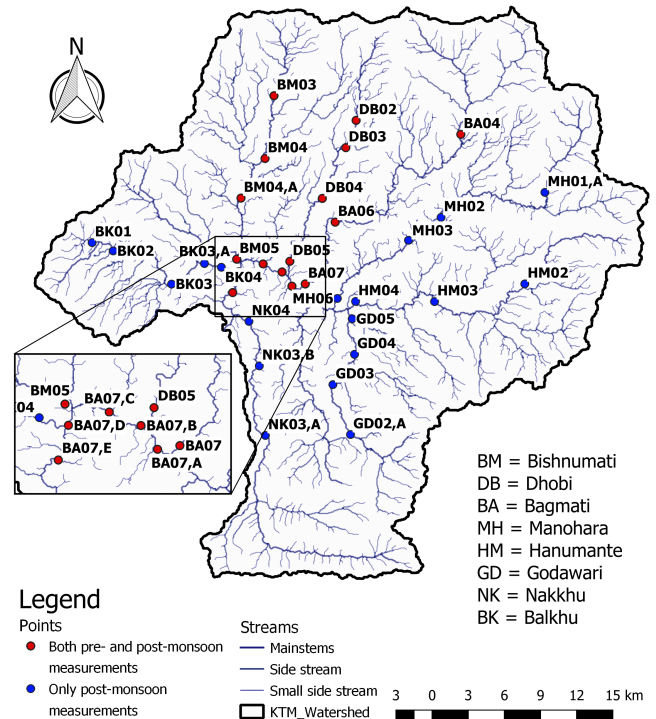 N
BM03
DB02
BA04
DB03
BM04
MH01,A
BM04,A
DB04
MH02
BA06
MH03
BK01
BK02
BK03,A
BM05
DB05
BK04
BA07
HM02
BK03
MH06
HM04
HM03
NK04
GD05
GD04
NK03,B
GD03
NK03,A
GD02,A
BM05
BA07,C
DB05
04
BA07,D
BA07,B
BA07
BA07,E
BA07,A
BM = Bishnumati
DB = Dhobi
BA = Bagmati
MH = Manohara
HM = Hanumante
GD = Godawari
NK = Nakkhu
BK = Balkhu
Legend
Points
Both pre- and post-monsoon
measurements
Only post-monsoon
measurements
Streams
Mainstems
Side stream
Small side stream
KTM_Watershed
3 0 3 6 9 12 15 km